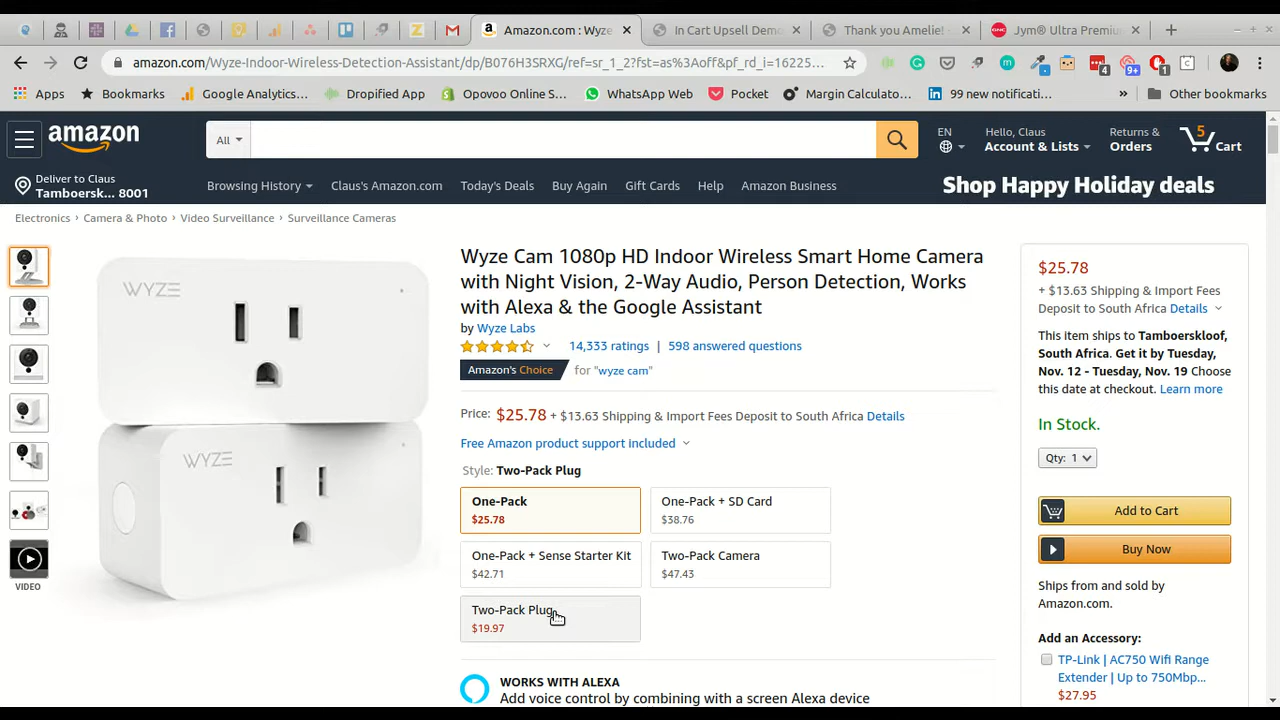 Amazon.com : Wyze
In Cart Upsell Dem
Thank you Amelie! -
Jym® Ultra Premiu
amazon.com/Wyze-Indoor-Wireless-Detection-Assistant/dp/B076H3SRXG/ref=sr_1_2?fst=as%3Aoff&pf_rd_i=16225...
4
9+
1
Apps
Bookmarks
Google Analytics...
Dropified App
Opovoo Online S...
WhatsApp Web
Pocket
Margin Calculato...
99 new notificati...
»
Other bookmarks
amazon
All
EN
Hello, Claus
Account & Lists
Returns &
Orders
5
Cart
Deliver to Claus
Tamboersk... 8001
Browsing History
Claus's Amazon.com
Today's Deals
Buy Again
Gift Cards
Help
Amazon Business
Shop Happy Holiday deals
Electronics › Camera & Photo › Video Surveillance › Surveillance Cameras
WYZE
WYZE
VIDEO
Wyze Cam 1080p HD Indoor Wireless Smart Home Camera
with Night Vision, 2-Way Audio, Person Detection, Works
with Alexa & the Google Assistant
by Wyze Labs
14,333 ratings | 598 answered questions
Amazon's Choice for "wyze cam"
Price: $25.78 + $13.63 Shipping & Import Fees Deposit to South Africa Details
Free Amazon product support included
Style: Two-Pack Plug
One-Pack
$25.78
One-Pack + SD Card
$38.76
One-Pack + Sense Starter Kit
$42.71
Two-Pack Camera
$47.43
Two-Pack Plug
$19.97
WORKS WITH ALEXA
Add voice control by combining with a screen Alexa device
$25.78
+ $13.63 Shipping & Import Fees
Deposit to South Africa Details
This item ships to Tamboerskloof,
South Africa. Get it by Tuesday,
Nov. 12 - Tuesday, Nov. 19 Choose
this date at checkout. Learn more
In Stock.
Qty: 1
Add to Cart
Buy Now
Ships from and sold by
Amazon.com.
Add an Accessory:
TP-Link | AC750 Wifi Range
Extender | Up to 750Mbp...
$27.95